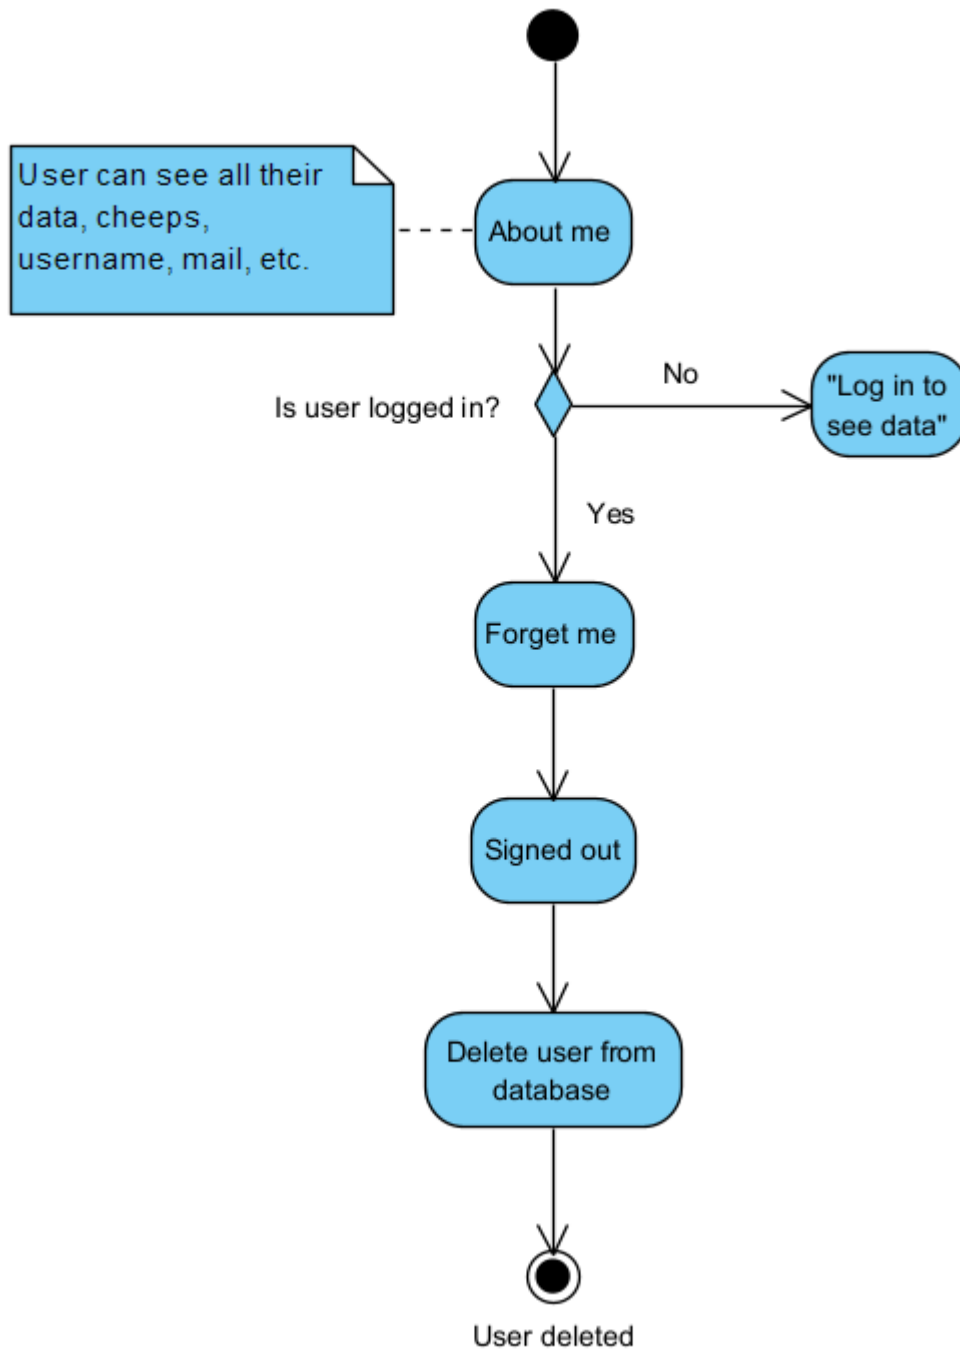 User can see all their
data, cheeps,
username, mail, etc.
About me
Is user logged in?
No
"Log in to
see data"
Yes
Forget me
Signed out
Delete user from
database
User deleted